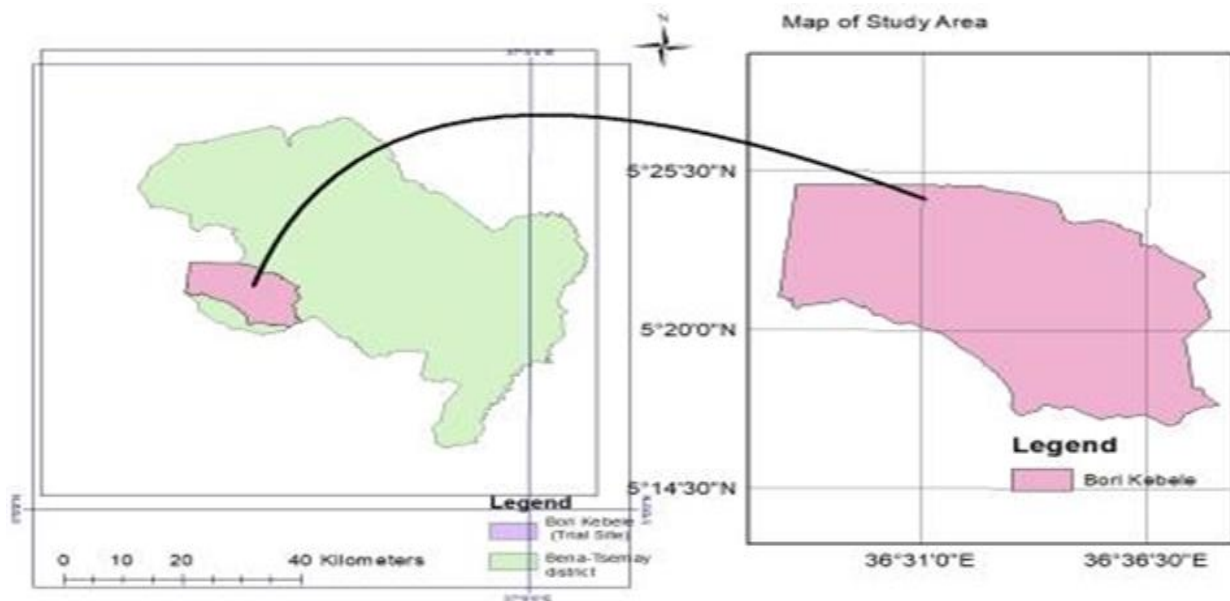 Map of Study Area
N
5°25'30"N
5°20'0"N
5°14'30"N
36°31'0"E
36°36'30"E
Legend
Bori Kebele
Legend
Bori Kebele
(Trial Site)
Bena-Tsemay
district
0 10 20 40 Kilometers